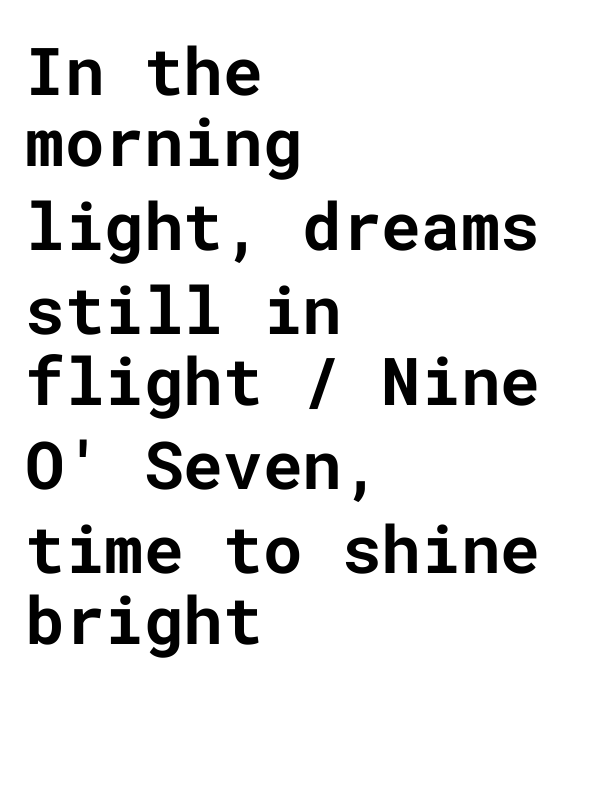 In the
morning
light, dreams
still in
flight / Nine
O' Seven,
time to shine
bright